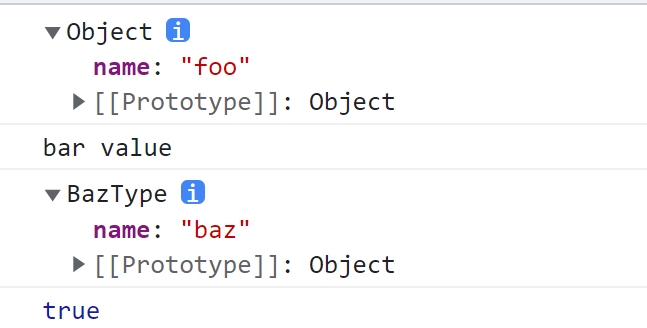 ▼Object i
name: "foo"
▶[[Prototype]]: Object
bar value
▼BazType i
name: "baz"
▶[[Prototype]]: Object
true